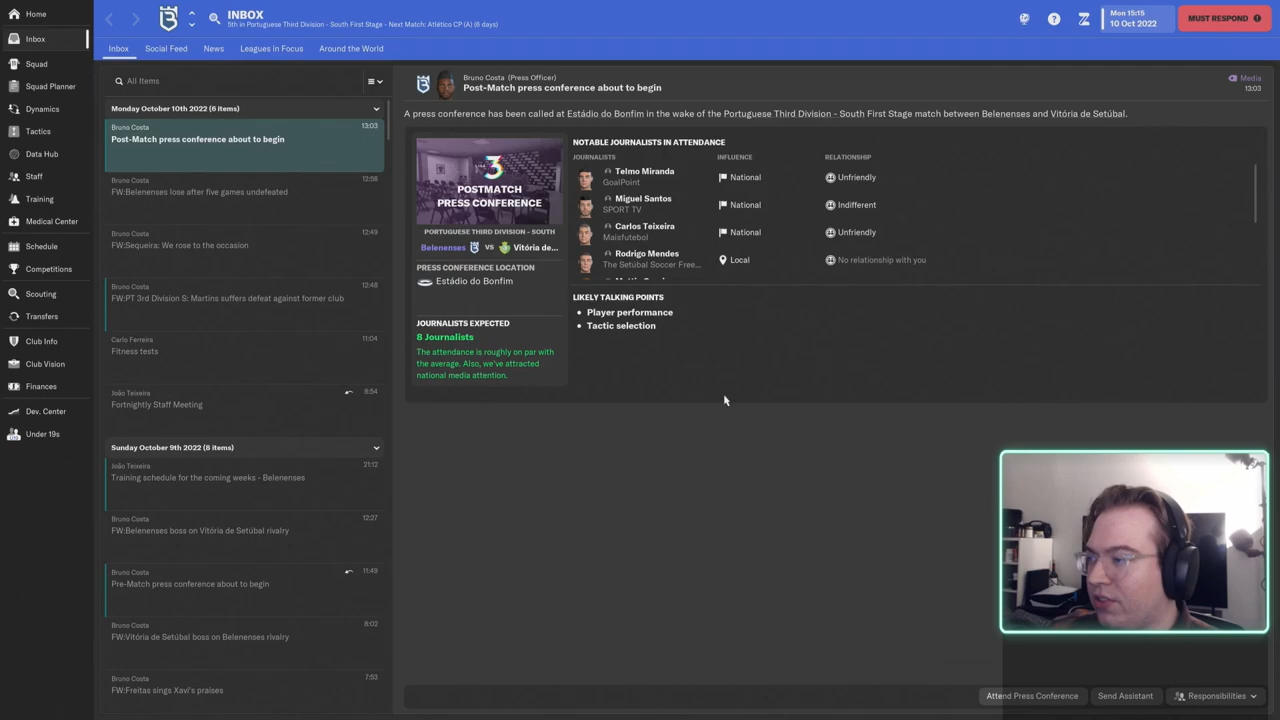 Home
Inbox
Squad
Squad Planner
Dynamics
Tactics
Data Hub
Staff
Training
Medical Center
Schedule
Competitions
Scouting
Transfers
Club Info
Club Vision
Finances
Dev. Center
Under 19s
INBOX
5th in Portuguese Third Division - South First Stage - Next Match: Atlético CP (A) (6 days)
Mon 15:15
10 Oct 2022
MUST RESPOND
Inbox
Social Feed
News
Leagues in Focus
Around the World
All Items
Monday October 10th 2022 (6 items)
Bruno Costa 13:03
Post-Match press conference about to begin
Bruno Costa 12:58
FW:Belenenses lose after five games undefeated
Bruno Costa 12:49
FW:Sequeira: We rose to the occasion
Bruno Costa 12:48
FW:PT 3rd Division S: Martins suffers defeat against former club
Carlo Ferreira 11:04
Fitness tests
João Teixeira 8:54
Fortnightly Staff Meeting
Sunday October 9th 2022 (8 items)
João Teixeira 21:12
Training schedule for the coming weeks - Belenenses
Bruno Costa 12:27
FW:Belenenses boss on Vitória de Setúbal rivalry
Bruno Costa 11:49
Pre-Match press conference about to begin
Bruno Costa 8:02
FW:Vitória de Setúbal boss on Belenenses rivalry
Bruno Costa 7:53
FW:Freitas sings Xavi's praises
Bruno Costa (Press Officer)
Post-Match press conference about to begin
Media
13:03
A press conference has been called at Estádio do Bonfim in the wake of the Portuguese Third Division - South First Stage match between Belenenses and Vitória de Setúbal.
3
POSTMATCH
PRESS CONFERENCE
PORTUGUESE THIRD DIVISION - SOUTH
Belenenses VS Vitória de...
PRESS CONFERENCE LOCATION
Estádio do Bonfim
JOURNALISTS EXPECTED
8 Journalists
The attendance is roughly on par with
the average. Also, we've attracted
national media attention.
NOTABLE JOURNALISTS IN ATTENDANCE
JOURNALISTS INFLUENCE RELATIONSHIP
Telmo Miranda
GoalPoint
National
Unfriendly
Miguel Santos
SPORT TV
National
Indifferent
Carlos Teixeira
Maisfutebol
National
Unfriendly
Rodrigo Mendes
The Setúbal Soccer Free...
Local
No relationship with you
LIKELY TALKING POINTS
• Player performance
• Tactic selection
Attend Press Conference
Send Assistant
Responsibilities